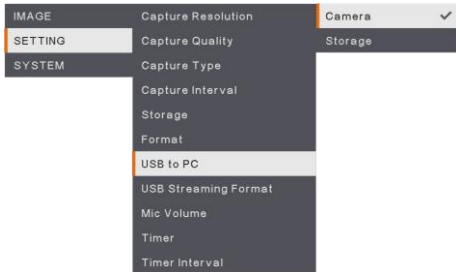 IMAGE
SETTING
SYSTEM
Capture Resolution
Capture Quality
Capture Type
Capture Interval
Storage
Format
USB to PC
USB Streaming Format
Mic Volume
Timer
Timer Interval
Camera
Storage